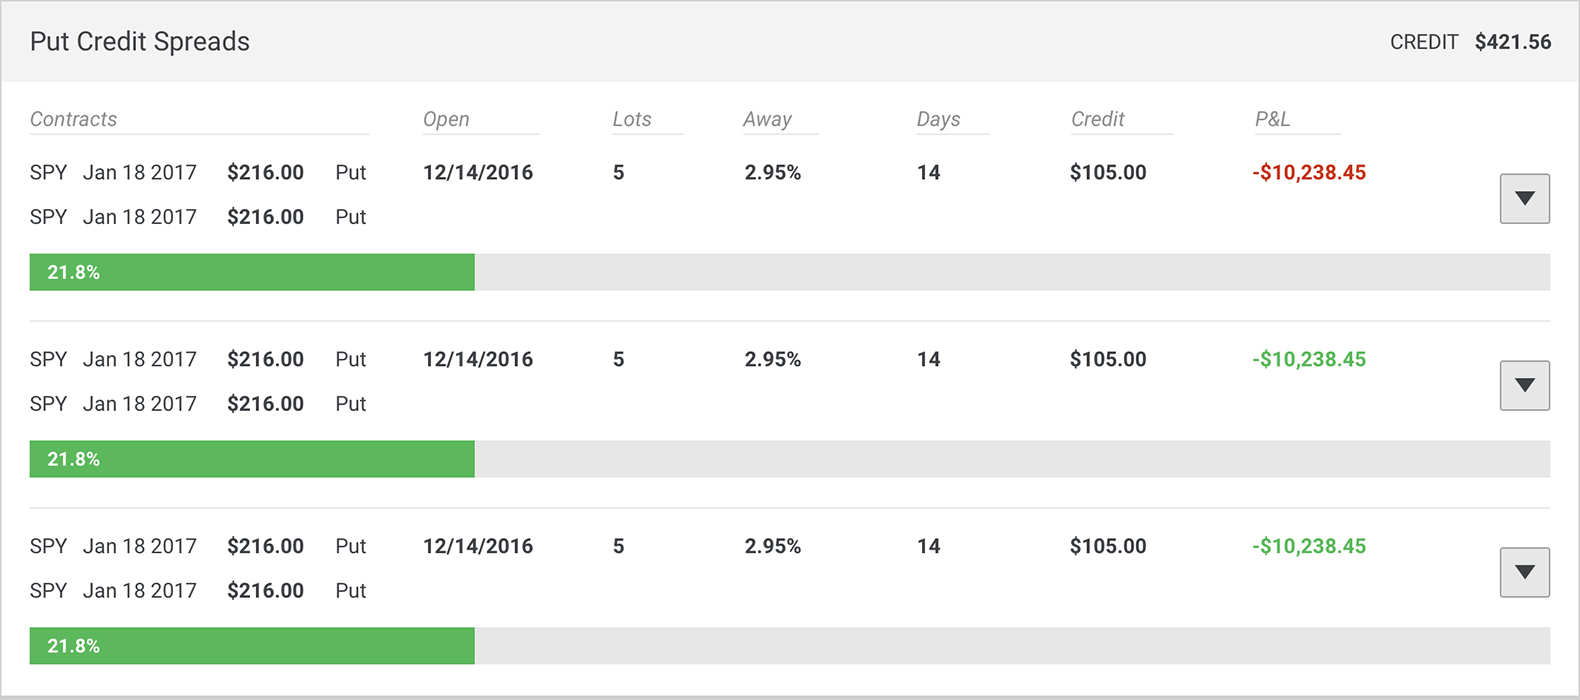 Put Credit Spreads CREDIT $421.56
Contracts Open Lots Away Days Credit P&L
SPY Jan 18 2017 $216.00 Put 12/14/2016 5 2.95% 14 $105.00 -$10,238.45
SPY Jan 18 2017 $216.00 Put
21.8%
SPY Jan 18 2017 $216.00 Put 12/14/2016 5 2.95% 14 $105.00 -$10,238.45
SPY Jan 18 2017 $216.00 Put
21.8%
SPY Jan 18 2017 $216.00 Put 12/14/2016 5 2.95% 14 $105.00 -$10,238.45
SPY Jan 18 2017 $216.00 Put
21.8%